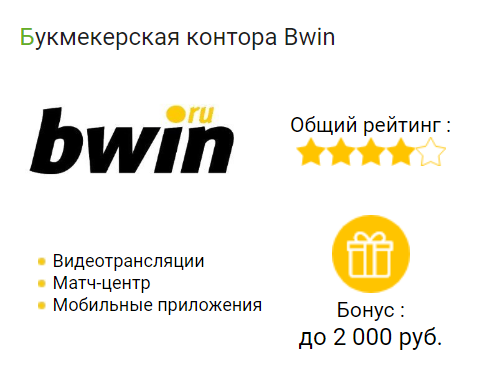 Букмекерская контора Bwin
bwin.ru
Общий рейтинг :
Видеотрансляции
Матч-центр
Мобильные приложения
Бонус :
до 2 000 руб.